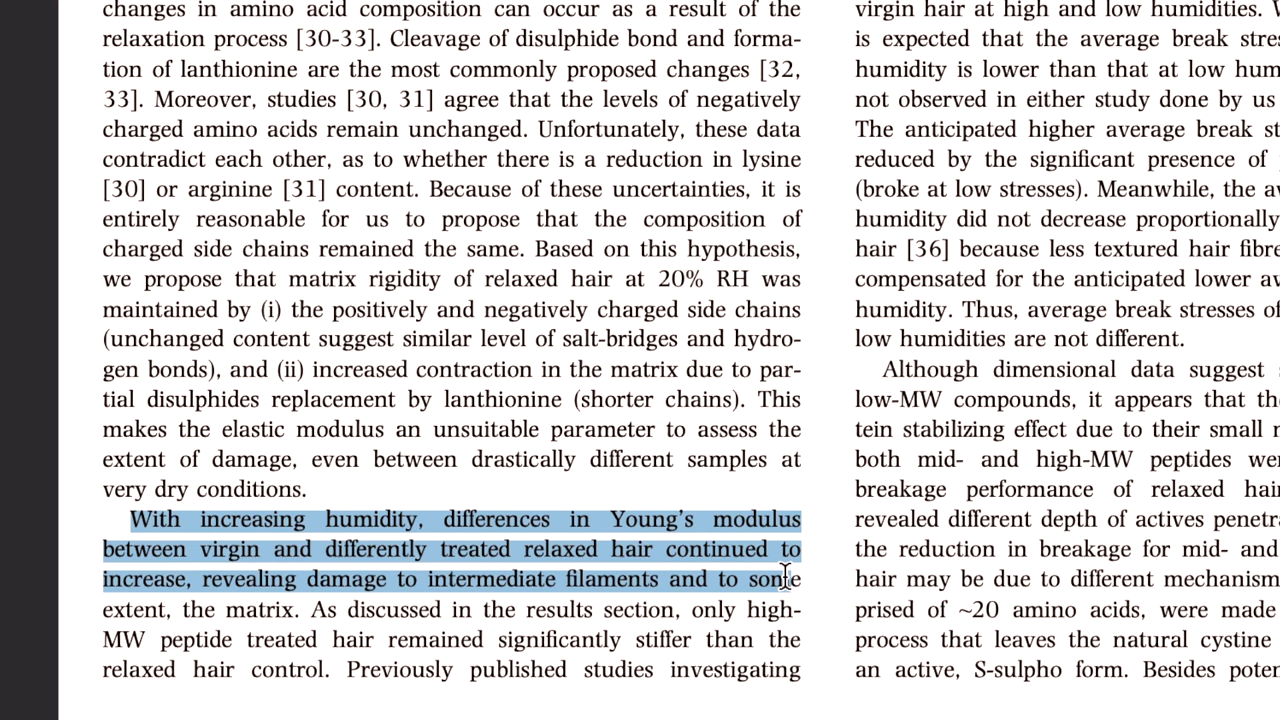 changes in amino acid composition can occur as a result of the
relaxation process [30-33]. Cleavage of disulphide bond and forma-
tion of lanthionine are the most commonly proposed changes [32,
33]. Moreover, studies [30, 31] agree that the levels of negatively
charged amino acids remain unchanged. Unfortunately, these data
contradict each other, as to whether there is a reduction in lysine
[30] or arginine [31] content. Because of these uncertainties, it is
entirely reasonable for us to propose that the composition of
charged side chains remained the same. Based on this hypothesis,
we propose that matrix rigidity of relaxed hair at 20% RH was
maintained by (i) the positively and negatively charged side chains
(unchanged content suggest similar level of salt-bridges and hydro-
gen bonds), and (ii) increased contraction in the matrix due to par-
tial disulphides replacement by lanthionine (shorter chains). This
makes the elastic modulus an unsuitable parameter to assess the
extent of damage, even between drastically different samples at
very dry conditions.
With increasing humidity, differences in Young's modulus
between virgin and differently treated relaxed hair continued to
increase, revealing damage to intermediate filaments and to some
extent, the matrix. As discussed in the results section, only high-
MW peptide treated hair remained significantly stiffer than the
relaxed hair control. Previously published studies investigating
virgin hair at high and low humidities.
is expected that the average break
humidity is lower than that at low
not observed in either study done by us
The anticipated higher average break
reduced by the significant presence of
(broke at low stresses). Meanwhile, the
humidity did not decrease proportionally
hair [36] because less textured hair
compensated for the anticipated lower
humidity. Thus, average break stresses
low humidities are not different.
Although dimensional data suggest
low-MW compounds, it appears that
tein stabilizing effect due to their small
both mid- and high-MW peptides
breakage performance of relaxed
revealed different depth of actives
the reduction in breakage for mid- and
hair may be due to different
prised of ~20 amino acids, were made
process that leaves the natural cystine
an active, S-sulpho form. Besides